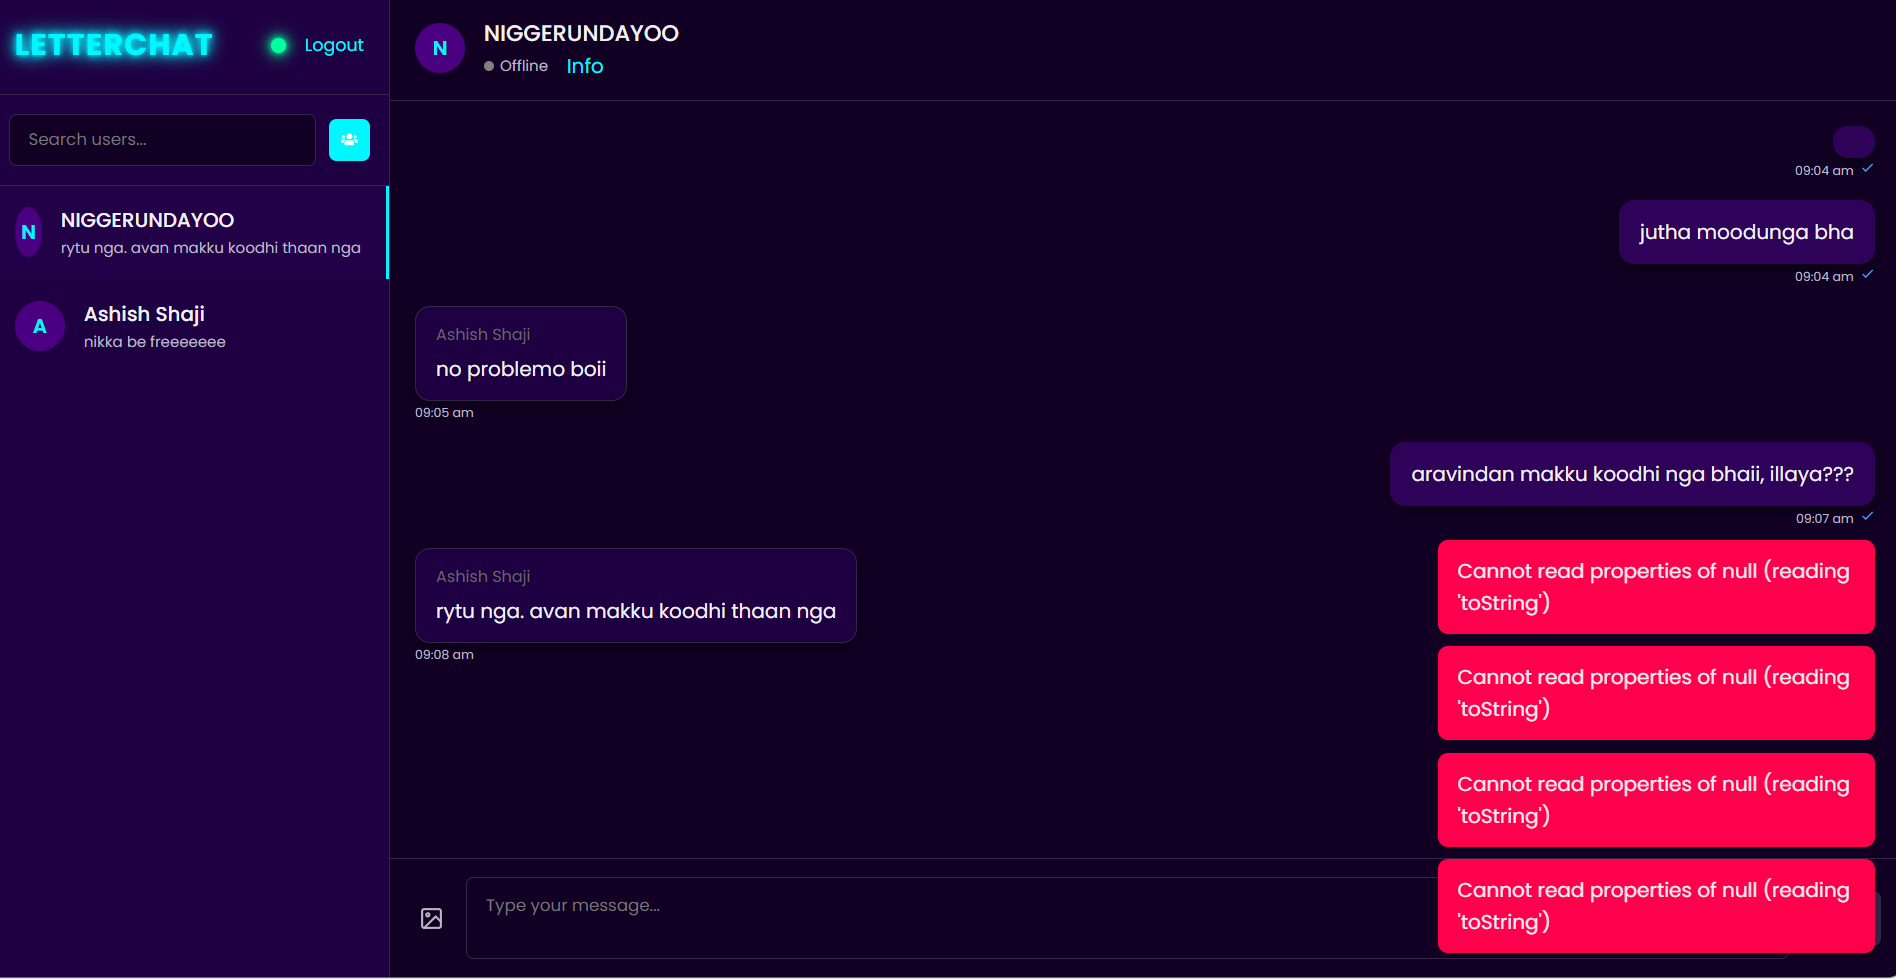 LETTERCHAT
Logout
Search users...
N
NIGGERUNDAYOO
rytu nga. avan makku koodhi thaan nga
A
Ashish Shaji
nikka be freeeeeee
N
NIGGERUNDAYOO
Offline
Info
09:04 am
jutha moodunga bha
09:04 am
Ashish Shaji
no problemo boii
09:05 am
aravindan makku koodhi nga bhaii, illaya???
09:07 am
Ashish Shaji
rytu nga. avan makku koodhi thaan nga
09:08 am
Cannot read properties of null (reading
'toString')
Cannot read properties of null (reading
'toString')
Cannot read properties of null (reading
'toString')
Cannot read properties of null (reading
'toString')
Type your message...